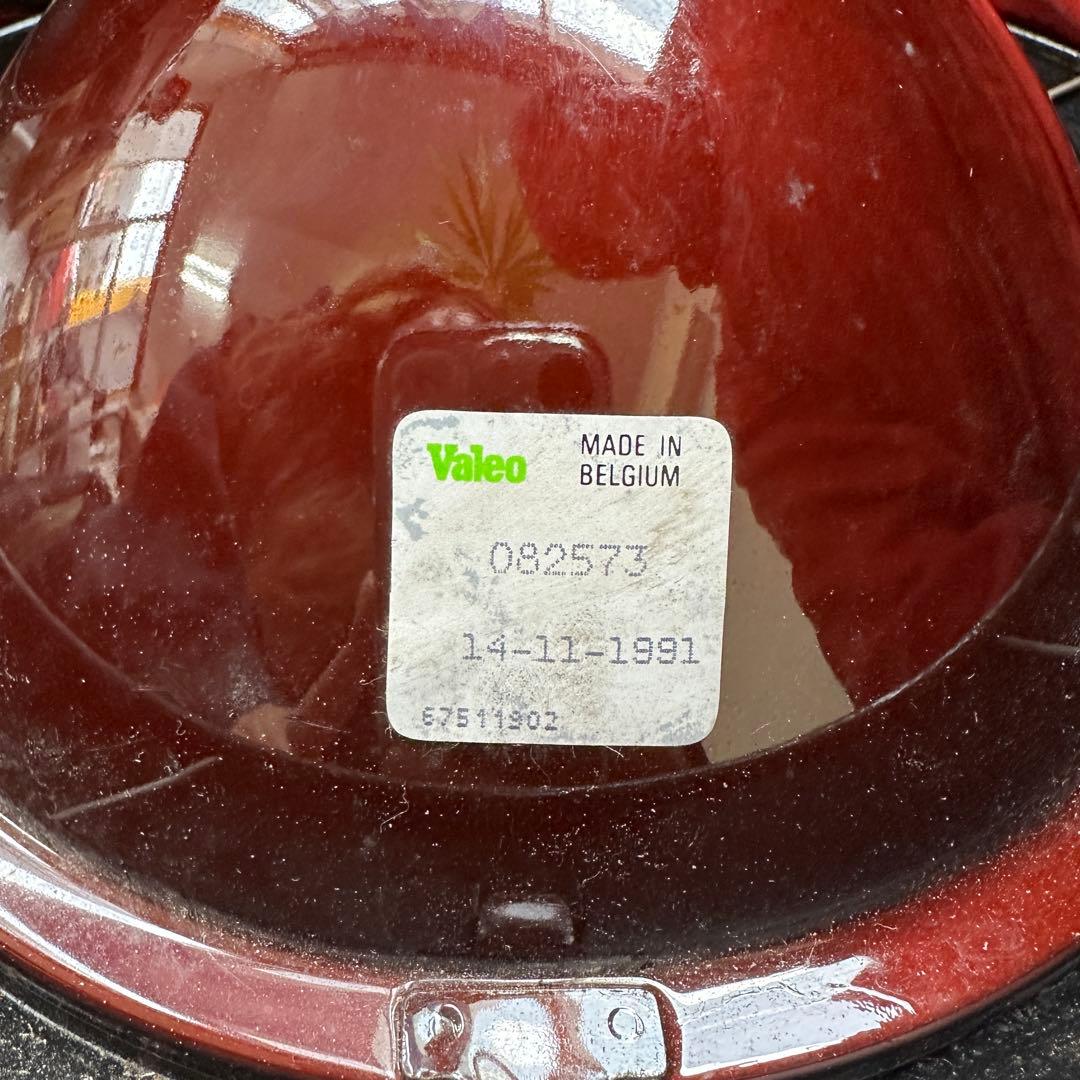 Valeo MADE IN
BELGIUM
082573
14-11-1991
67511902